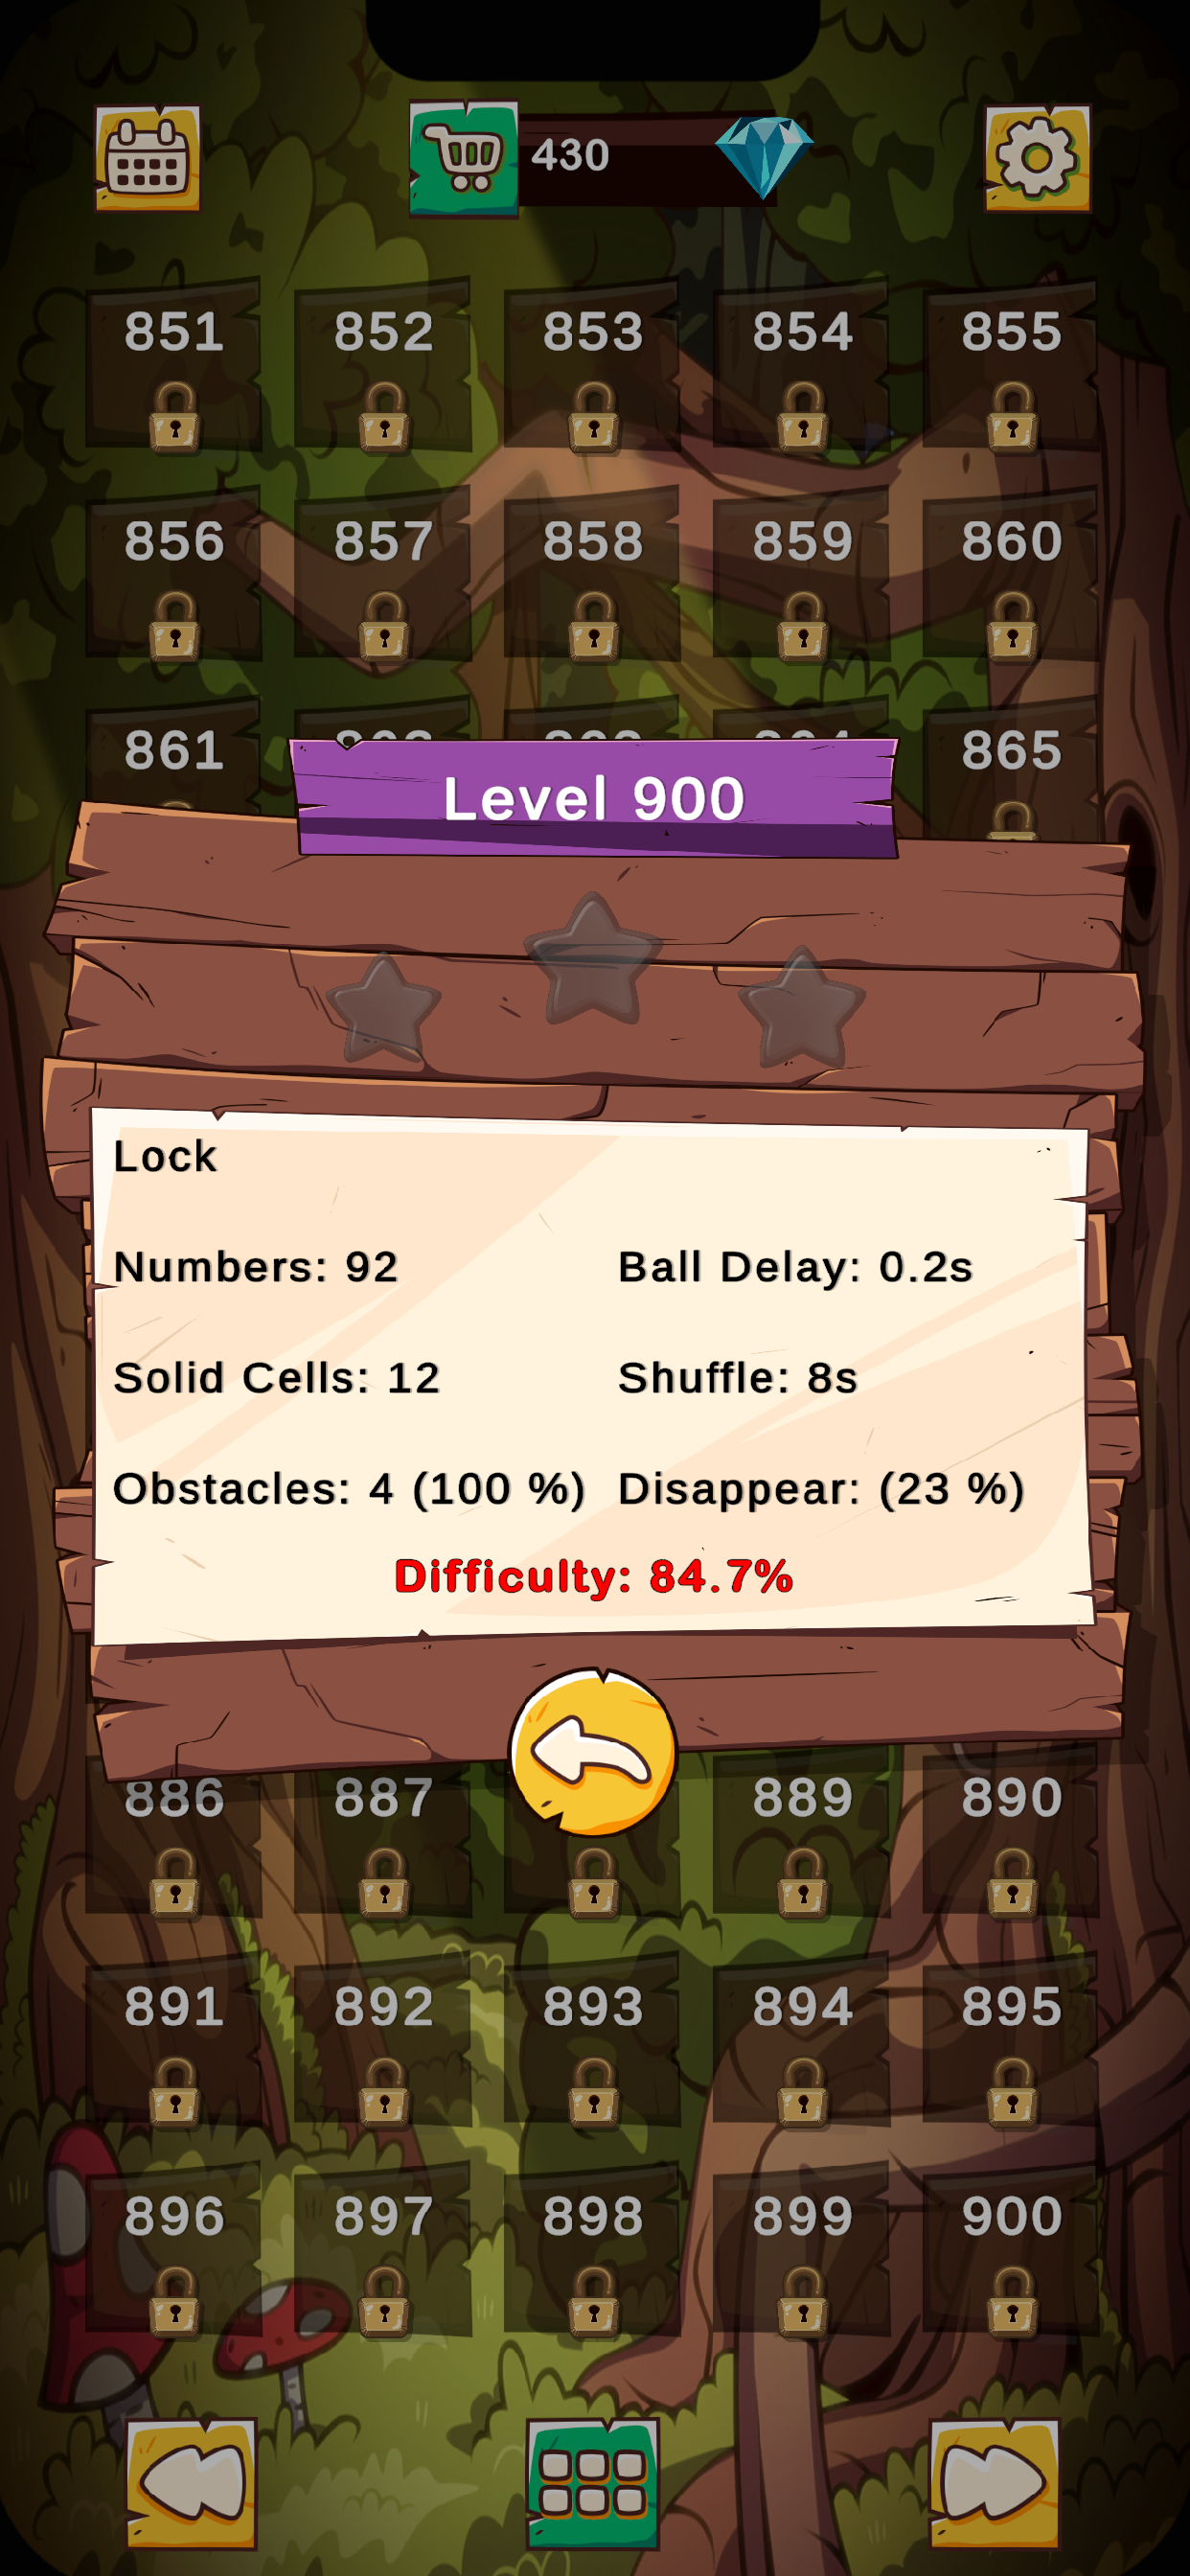 430
851 852 853 854 855
856 857 858 859 860
861 865
Level 900
Lock
Numbers: 92 Ball Delay: 0.2s
Solid Cells: 12 Shuffle: 8s
Obstacles: 4 (100 %) Disappear: (23 %)
Difficulty: 84.7%
886 887 889 890
891 892 893 894 895
896 897 898 899 900